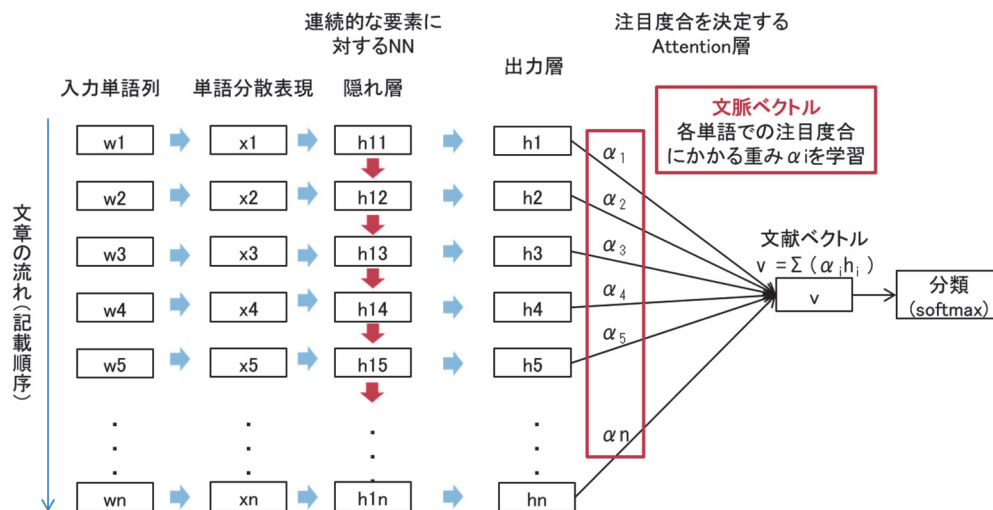 連続的な要素に
対するNN
注目度合を決定する
Attention層
入力単語列
単語分散表現
隠れ層
出力層
文脈ベクトル
各単語での注目度合
にかかる重みαiを学習
文章の流れ(記載順序)
w1
x1
h11
h1
α1
w2
x2
h12
h2
α2
w3
x3
h13
h3
α3
w4
x4
h14
h4
α4
w5
x5
h15
h5
α5
文献ベクトル
v =Σ(αihi)
v
分類
(softmax)
・ ・ ・ ・
・ ・ ・ ・
・ ・ ・ ・
αn
wn
xn
h1n
hn